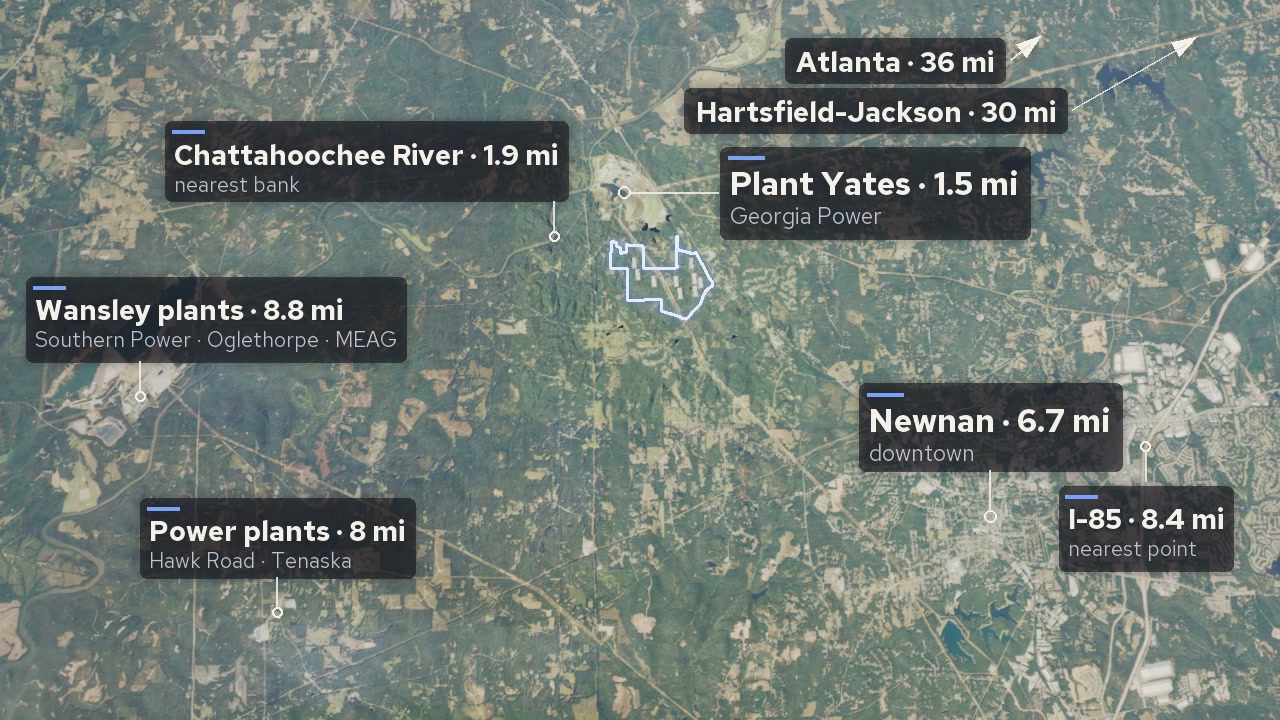 Atlanta · 36 mi
Hartsfield-Jackson · 30 mi
Chattahoochee River · 1.9 mi
nearest bank
Plant Yates · 1.5 mi
Georgia Power
Wansley plants · 8.8 mi
Southern Power · Oglethorpe · MEAG
Newnan · 6.7 mi
downtown
I-85 · 8.4 mi
nearest point
Power plants · 8 mi
Hawk Road · Tenaska